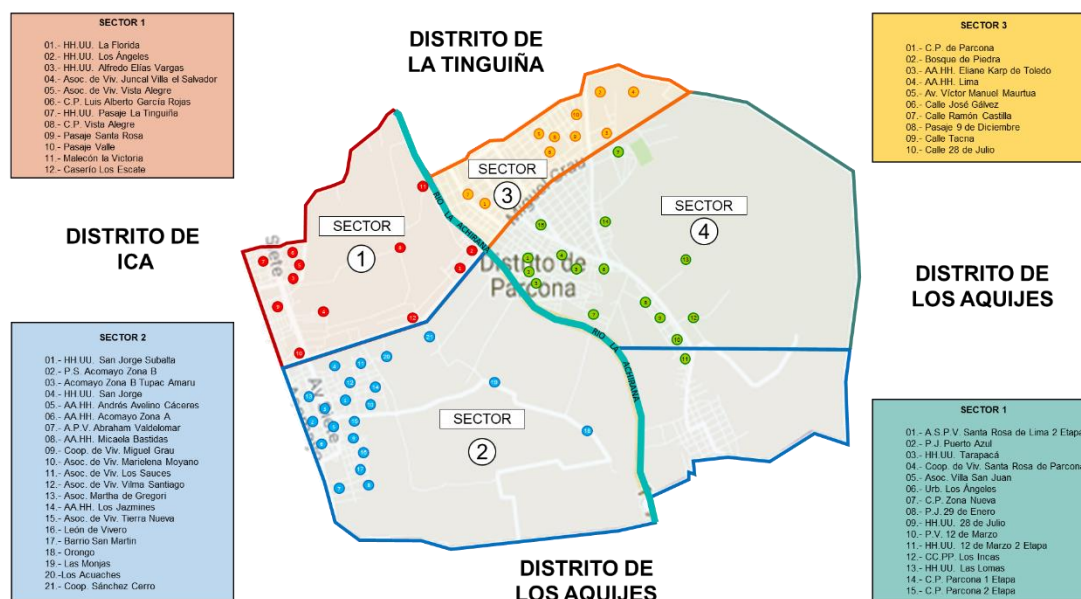 SECTOR 1
01.- HH.UU. La Florida
02.- HH.UU. Los Ángeles
03.- HH.UU. Alfredo Elías Vargas
04.- Asoc. de Viv. Juncal Villa el Salvador
05.- Asoc. de Viv. Vista Alegre
06.- C.P. Luis Alberto García Rojas
07.- HH.UU. Pasaje La Tinguiña
08.- C.P. Vista Alegre
09.- Pasaje Santa Rosa
10.- Pasaje Valle
11.- Malecón la Victoria
12.- Caserío Los Escate
DISTRITO DE
LA TINGUIÑA
SECTOR 3
01.- C.P. de Parcona
02.- Bosque de Piedra
03.- AA.HH. Eliane Karp de Toledo
04.- AA.HH. Lima
05.- Av. Víctor Manuel Maurtua
06.- Calle José Gálvez
07.- Calle Ramón Castilla
08.- Pasaje 9 de Diciembre
09.- Calle Tacna
10.- Calle 28 de Julio
DISTRITO DE
ICA
SECTOR
1
SECTOR
3
SECTOR
4
SECTOR
2
RIO LA ACHIRANA
RIO LA ACHIRANA
Miguel Grau
Distrito de
Parcona
Siete
Av
DISTRITO DE
LOS AQUIJES
SECTOR 2
01.- HH.UU. San Jorge Subalta
02.- P.S. Acomayo Zona B
03.- Acomayo Zona B Tupac Amaru
04.- HH.UU. San Jorge
05.- AA.HH. Andrés Avelino Cáceres
06.- AA.HH. Acomayo Zona A
07.- A.P.V. Abraham Valdelomar
08.- AA.HH. Micaela Bastidas
09.- Coop. de Viv. Miguel Grau
10.- Asoc. de Viv. Marielena Moyano
11.- Asoc. de Viv. Los Sauces
12.- Asoc. de Viv. Vilma Santiago
13.- Asoc. Martha de Gregori
14.- AA.HH. Los Jazmines
15.- Asoc. de Viv. Tierra Nueva
16.- León de Vivero
17.- Barrio San Martin
18.- Orongo
19.- Las Monjas
20.-Los Acuaches
21.- Coop. Sánchez Cerro
DISTRITO DE
LOS AQUIJES
SECTOR 1
01.- A.S.P.V. Santa Rosa de Lima 2 Etapa
02.- P.J. Puerto Azul
03.- HH.UU. Tarapacá
04.- Coop. de Viv. Santa Rosa de Parcona
05.- Asoc. Villa San Juan
06.- Urb. Los Ángeles
07.- C.P. Zona Nueva
08.- P.J. 29 de Enero
09.- HH.UU. 28 de Julio
10.- P.V. 12 de Marzo
11.- HH.UU. 12 de Marzo 2 Etapa
12.- CC.PP. Los Incas
13.- HH.UU. Las Lomas
14.- C.P. Parcona 1 Etapa
15.- C.P. Parcona 2 Etapa